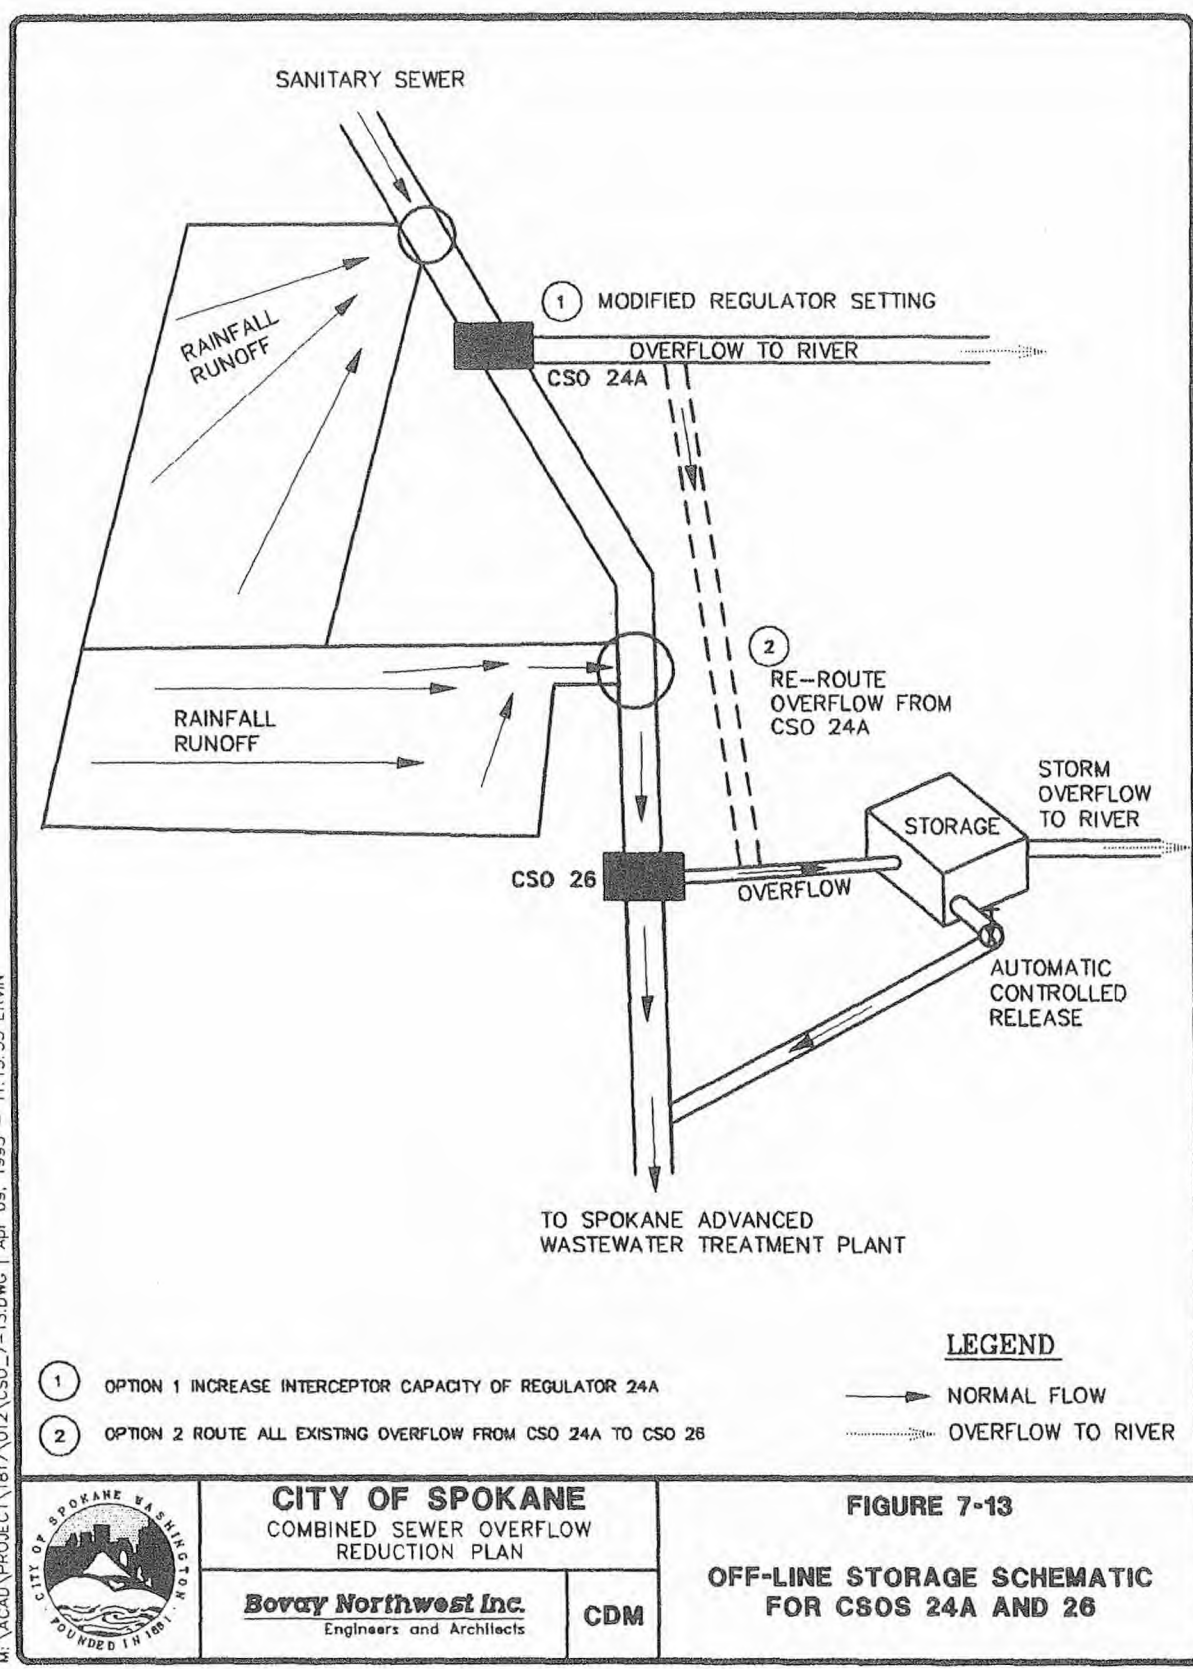 SANITARY SEWER
1 MODIFIED REGULATOR SETTING
RAINFALL
RUNOFF
OVERFLOW TO RIVER
CSO 24A
2
RE-ROUTE
OVERFLOW FROM
CSO 24A
RAINFALL
RUNOFF
STORM
OVERFLOW
TO RIVER
STORAGE
CSO 26
OVERFLOW
AUTOMATIC
CONTROLLED
RELEASE
TO SPOKANE ADVANCED
WASTEWATER TREATMENT PLANT
LEGEND
NORMAL FLOW
OVERFLOW TO RIVER
1 OPTION 1 INCREASE INTERCEPTOR CAPACITY OF REGULATOR 24A
2 OPTION 2 ROUTE ALL EXISTING OVERFLOW FROM CSO 24A TO CSO 26
CITY OF SPOKANE WASHINGTON
FOUNDED IN 1881
CITY OF SPOKANE
COMBINED SEWER OVERFLOW
REDUCTION PLAN
Bovay Northwest Inc.
Engineers and Architects
CDM
FIGURE 7-13
OFF-LINE STORAGE SCHEMATIC
FOR CSOS 24A AND 26